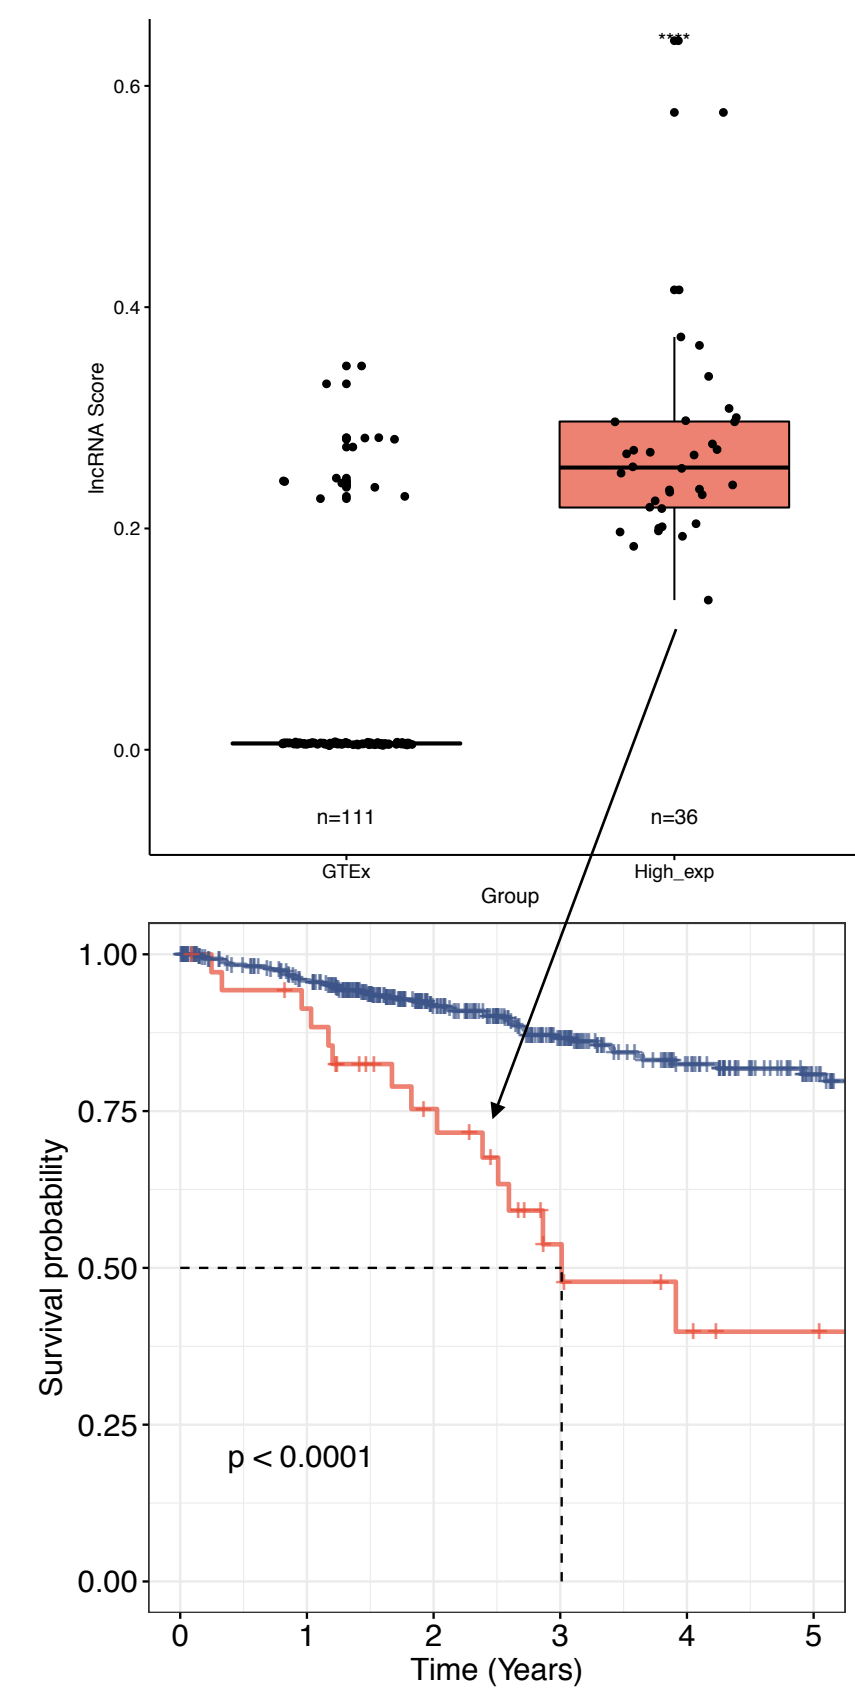 ****
0.6
0.4
0.2
0.0
lncRNA Score
n=111
n=36
GTEx
High_exp
Group
1.00
0.75
0.50
0.25
0.00
Survival probability
p < 0.0001
0 1 2 3 4 5
Time (Years)